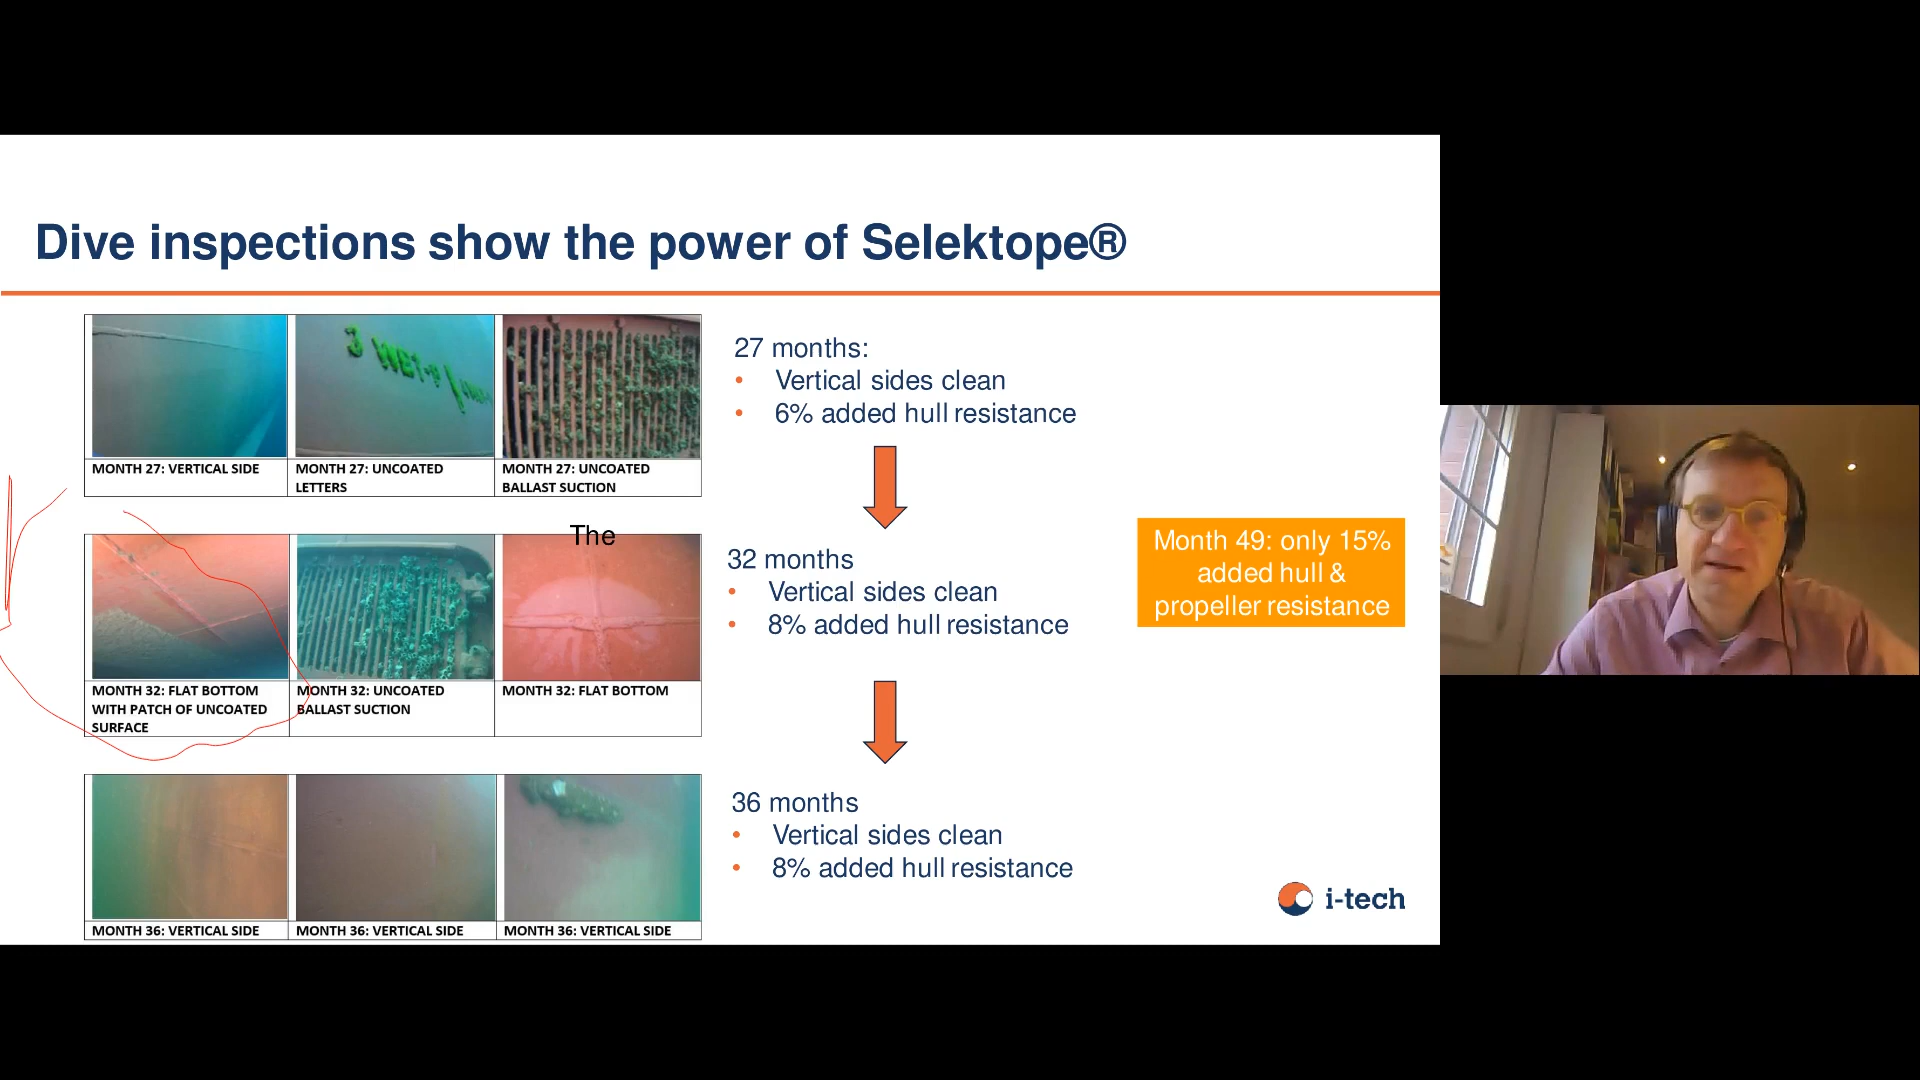 Dive inspections show the power of Selektope®
MONTH 27: VERTICAL SIDE
MONTH 27: UNCOATED
LETTERS
MONTH 27: UNCOATED
BALLAST SUCTION
27 months:
• Vertical sides clean
• 6% added hull resistance
The
MONTH 32: FLAT BOTTOM
WITH PATCH OF UNCOATED
SURFACE
MONTH 32: UNCOATED
BALLAST SUCTION
MONTH 32: FLAT BOTTOM
32 months
• Vertical sides clean
• 8% added hull resistance
Month 49: only 15%
added hull &
propeller resistance
MONTH 36: VERTICAL SIDE
MONTH 36: VERTICAL SIDE
MONTH 36: VERTICAL SIDE
36 months
• Vertical sides clean
• 8% added hull resistance
i-tech